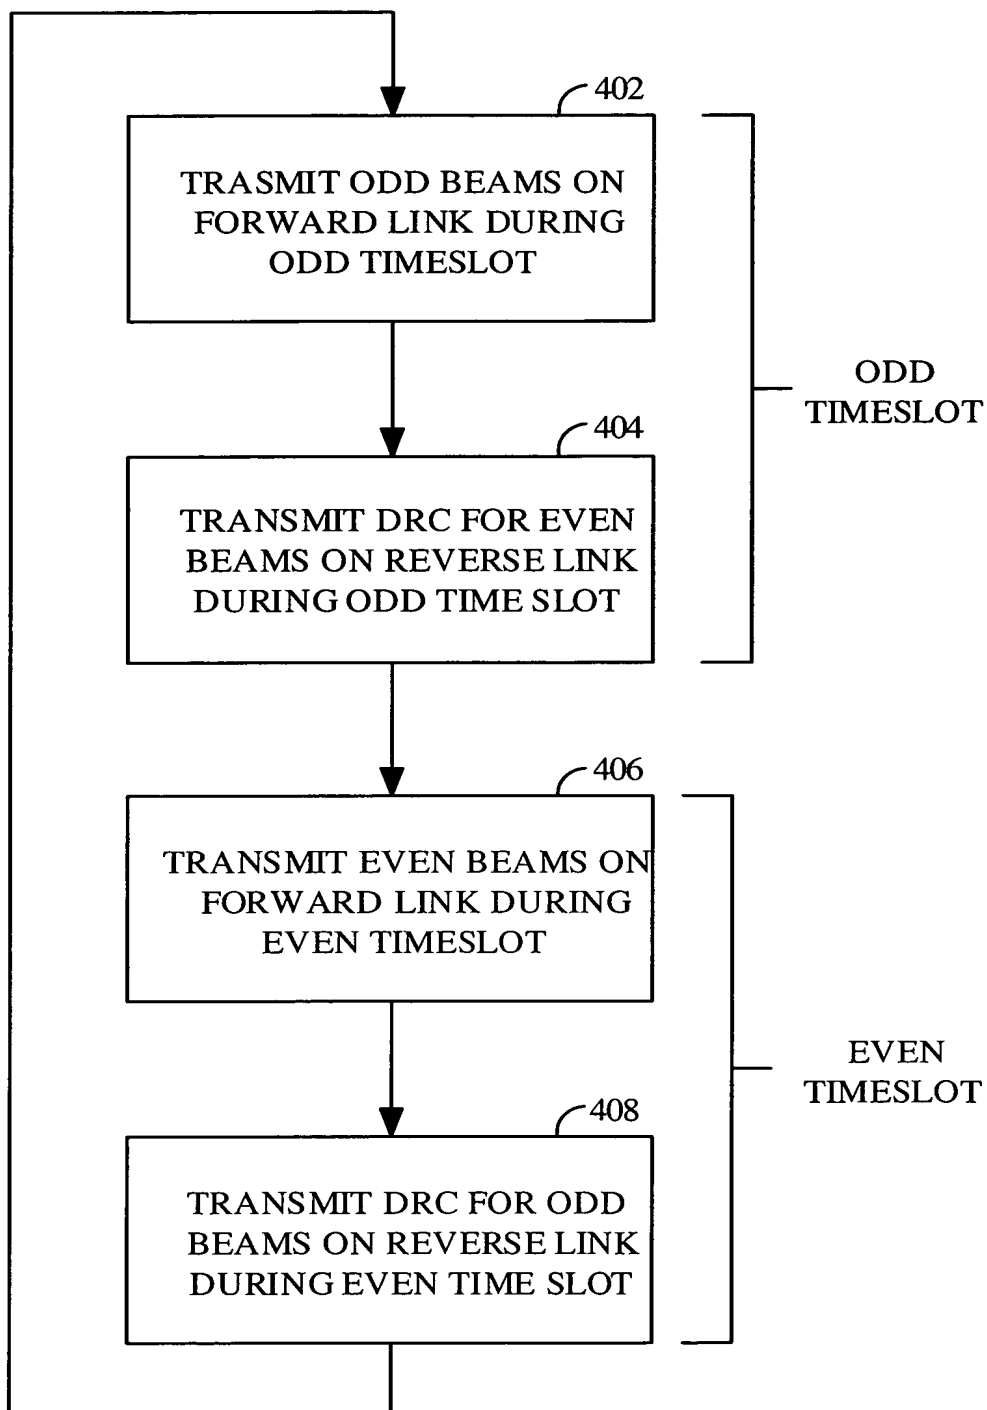 402
TRASMIT ODD BEAMS ON
FORWARD LINK DURING
ODD TIMESLOT
ODD
TIMESLOT
404
TRANSMIT DRC FOR EVEN
BEAMS ON REVERSE LINK
DURING ODD TIME SLOT
406
TRANSMIT EVEN BEAMS ON
FORWARD LINK DURING
EVEN TIMESLOT
EVEN
TIMESLOT
408
TRANSMIT DRC FOR ODD
BEAMS ON REVERSE LINK
DURING EVEN TIME SLOT